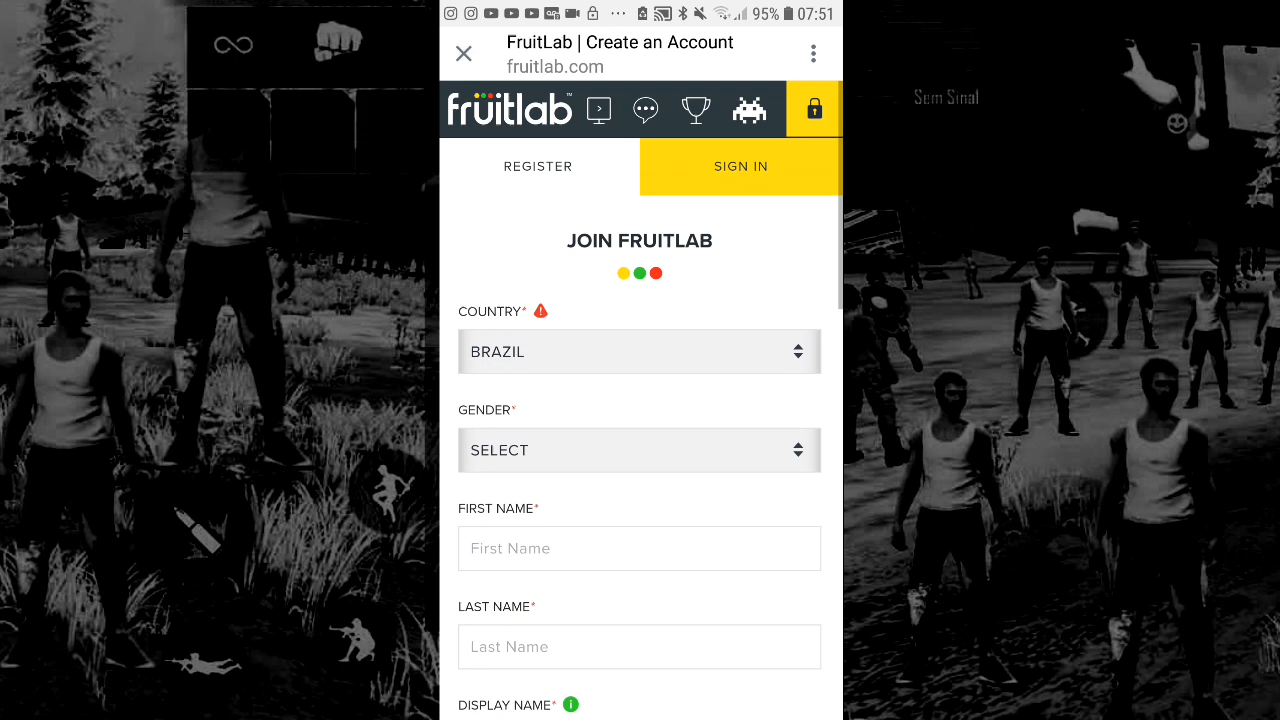 95% 07:51
FruitLab | Create an Account
fruitlab.com
früitlab™
REGISTER
SIGN IN
JOIN FRUITLAB
COUNTRY*
BRAZIL
GENDER*
SELECT
FIRST NAME*
First Name
LAST NAME*
Last Name
DISPLAY NAME*
Sem Sinal